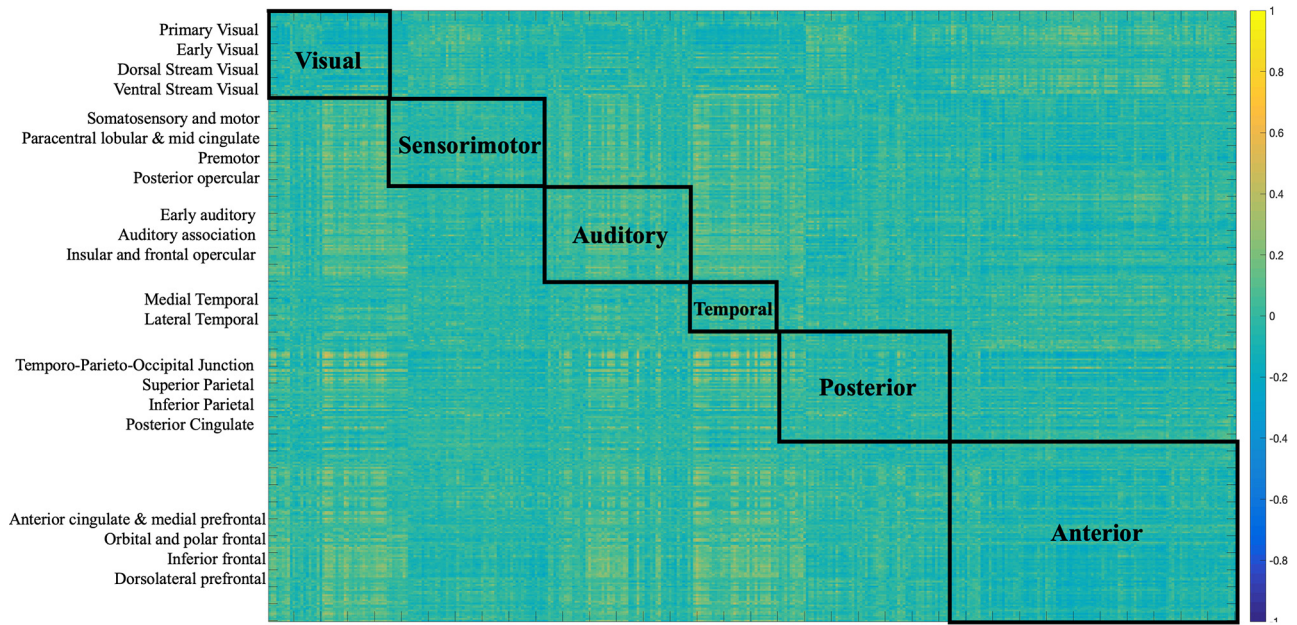 Primary Visual
Early Visual
Dorsal Stream Visual
Ventral Stream Visual
Visual
Somatosensory and motor
Paracentral lobular & mid cingulate
Premotor
Posterior opercular
Sensorimotor
Early auditory
Auditory association
Insular and frontal opercular
Auditory
Medial Temporal
Lateral Temporal
Temporal
Temporo-Parieto-Occipital Junction
Superior Parietal
Inferior Parietal
Posterior Cingulate
Posterior
Anterior cingulate & medial prefrontal
Orbital and polar frontal
Inferior frontal
Dorsolateral prefrontal
Anterior
1
0.8
0.6
0.4
0.2
0
-0.2
-0.4
-0.6
-0.8
-1